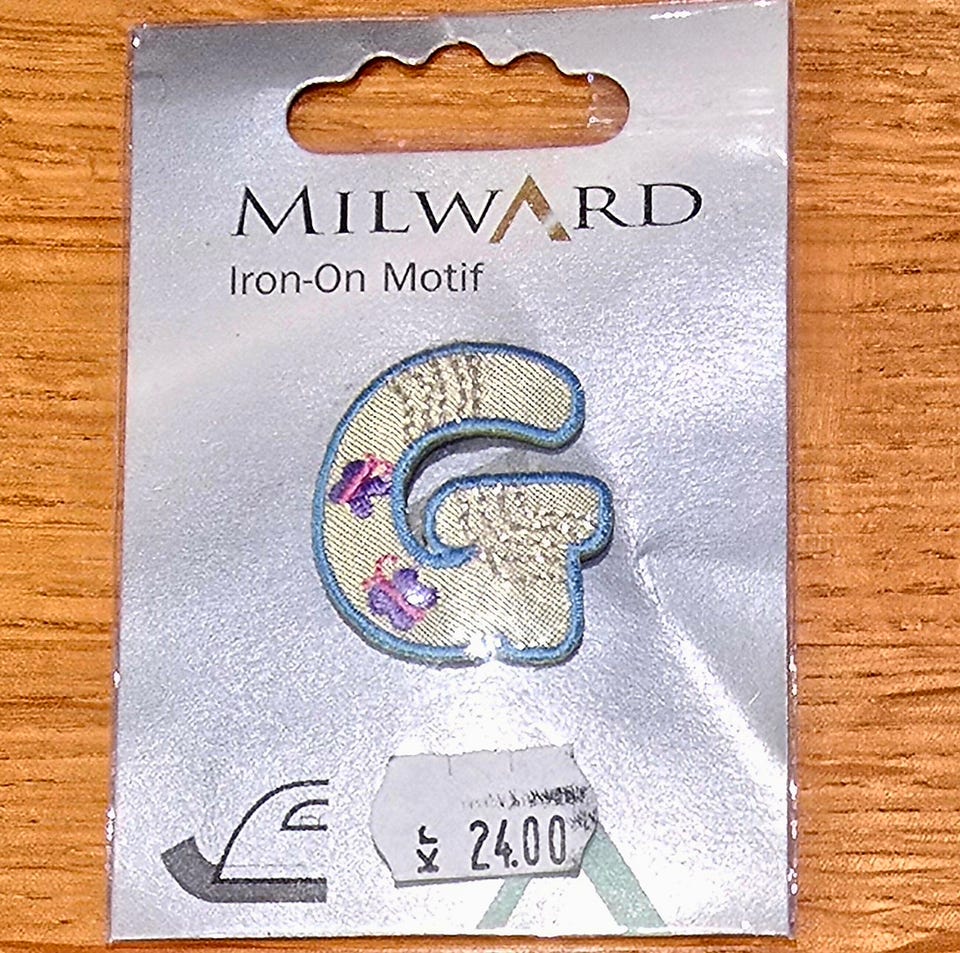 MILWARD
Iron-On Motif
G
kr 24.00